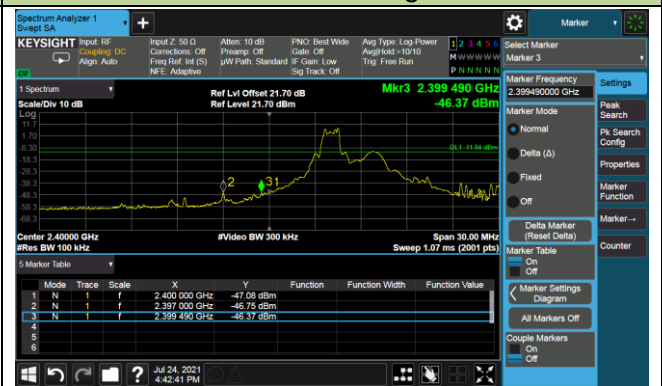 Spectrum Analyzer 1
Swept SA
Marker
KEYSIGHT
Input: RF
Coupling: DC
Align: Auto
Input Z: 50 Ω
Corrections: Off
Freq Ref: Int (S)
NFE: Adaptive
Atten: 10 dB
Preamp: Off
µW Path: Standard
PNO: Best Wide
Gate: Off
IF Gain: Low
Sig Track: Off
Avg Type: Log-Power
Avg|Hold:>10/10
Trig: Free Run
1 2 3 4 5 6
M W W W W W
P N N N N N
Select Marker
Marker 3
1 Spectrum
Scale/Div 10 dB
Log
Ref Lvl Offset 21.70 dB
Ref Level 21.70 dBm
Mkr3 2.399 490 GHz
-46.37 dBm
11.7
1.70
-8.30
-18.3
-28.3
-38.3
-48.3
-58.3
-68.3
DL1 -11.84 dBm
2
3
1
Center 2.40000 GHz
#Res BW 100 kHz
#Video BW 300 kHz
Span 30.00 MHz
Sweep 1.07 ms (2001 pts)
5 Marker Table
Mode Trace Scale X Y Function Function Width Function Value
1 N 1 f 2.400 000 GHz -47.08 dBm
2 N 1 f 2.397 000 GHz -46.75 dBm
3 N 1 f 2.399 490 GHz -46.37 dBm
4
5
6
Marker Frequency
2.399490000 GHz
Marker Mode
Normal
Delta (Δ)
Fixed
Off
Delta Marker
(Reset Delta)
Marker Table
On
Off
Marker Settings
Diagram
All Markers Off
Couple Markers
On
Off
Settings
Peak
Search
Pk Search
Config
Properties
Marker
Function
Marker→
Counter
?
Jul 24, 2021
4:42:41 PM